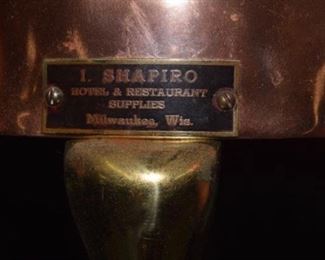 I. SHAPIRO
HOTEL & RESTAURANT
SUPPLIES
Milwaukee, Wis.